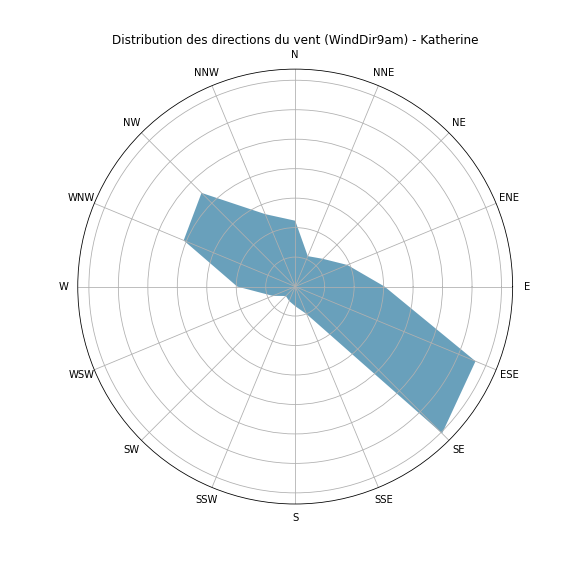 Distribution des directions du vent (WindDir9am) - Katherine
N
NNW
NNE
NW
NE
WNW
ENE
W
E
WSW
ESE
SW
SE
SSW
SSE
S